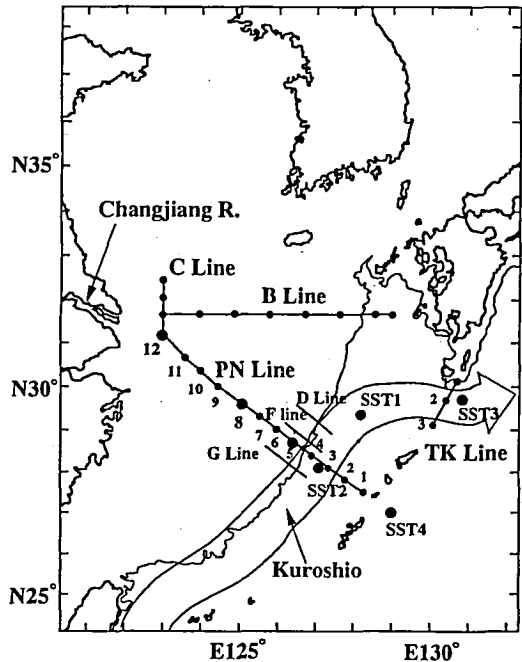 N35°
Changjiang R.
C Line
B Line
12
PN Line
11
10
9
8
7
6
5
4
3
2
1
N30°
D Line
F line
G Line
SST1
SST2
2
SST3
3
TK Line
SST4
Kuroshio
N25°
E125°
E130°